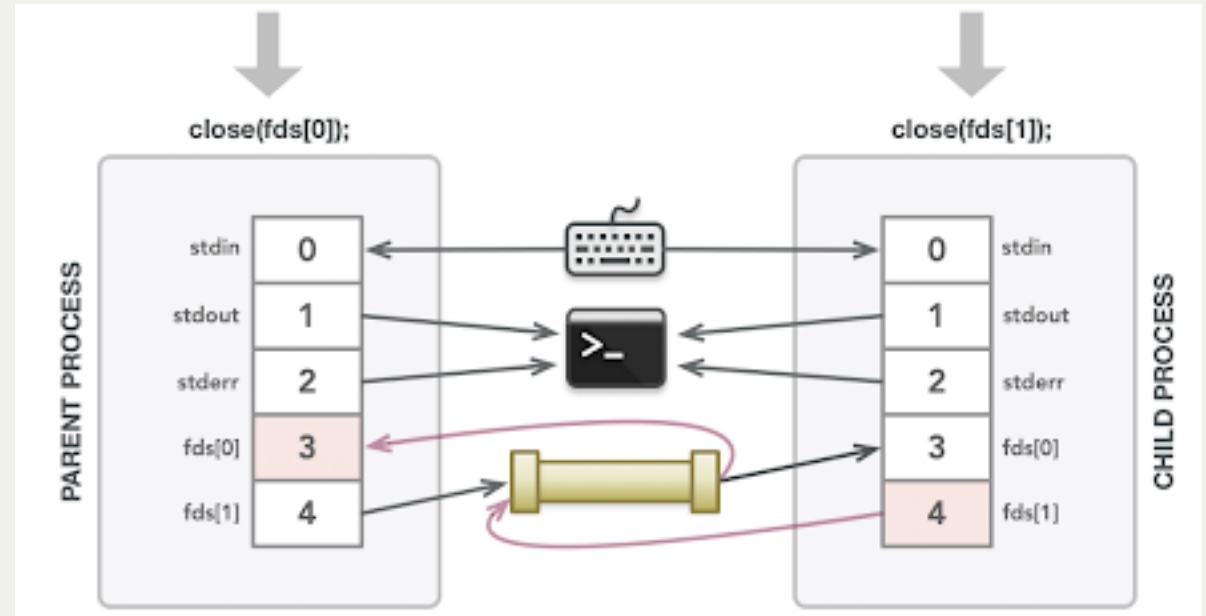 close(fds[0]);
close(fds[1]);
PARENT PROCESS
stdin 0
stdout 1
stderr 2
fds[0] 3
fds[1] 4
>_
0 stdin
1 stdout
2 stderr
3 fds[0]
4 fds[1]
CHILD PROCESS